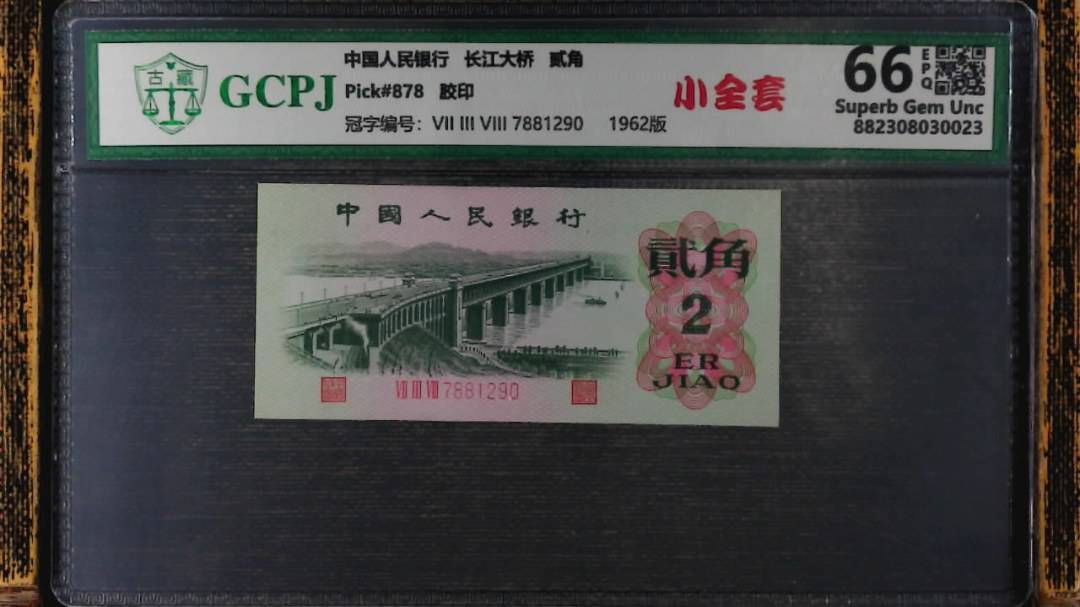 古藏
GCPJ
中国人民银行 长江大桥 贰角
Pick#878 胶印
冠字编号: VII III VIII 7881290 1962版
小全套
66
EPQ
Superb Gem Unc
882308030023
中國人民銀行
貳角
2
ER
JIAO
VII III VIII 7881290